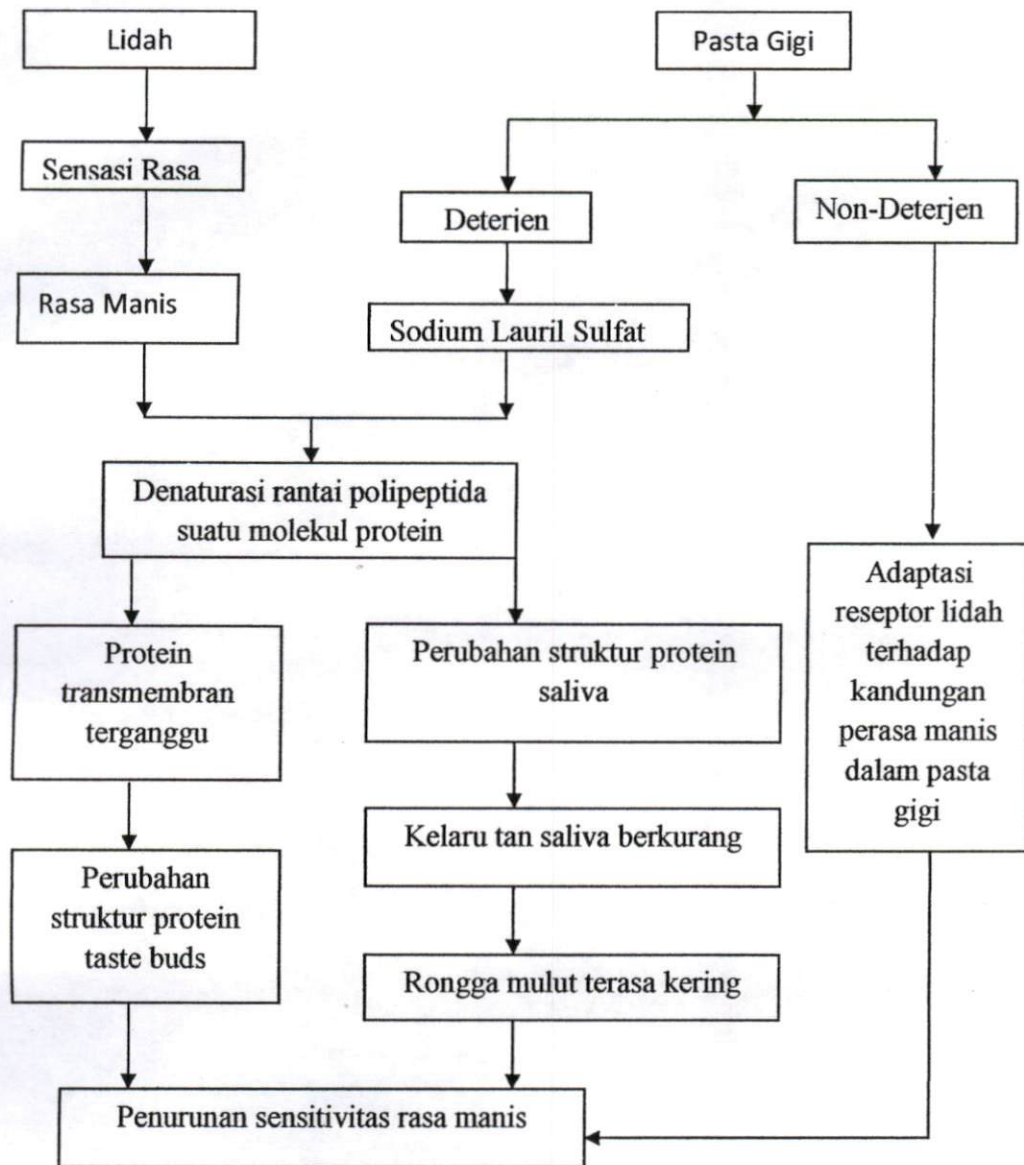 Lidah
Pasta Gigi
Sensasi Rasa
Deterjen
Non-Deterjen
Rasa Manis
Sodium Lauril Sulfat
Denaturasi rantai polipeptida
suatu molekul protein
Protein
transmembran
terganggu
Perubahan struktur protein
saliva
Adaptasi
reseptor lidah
terhadap
kandungan
perasa manis
dalam pasta
gigi
Kelaru tan saliva berkurang
Perubahan
struktur protein
taste buds
Rongga mulut terasa kering
Penurunan sensitivitas rasa manis